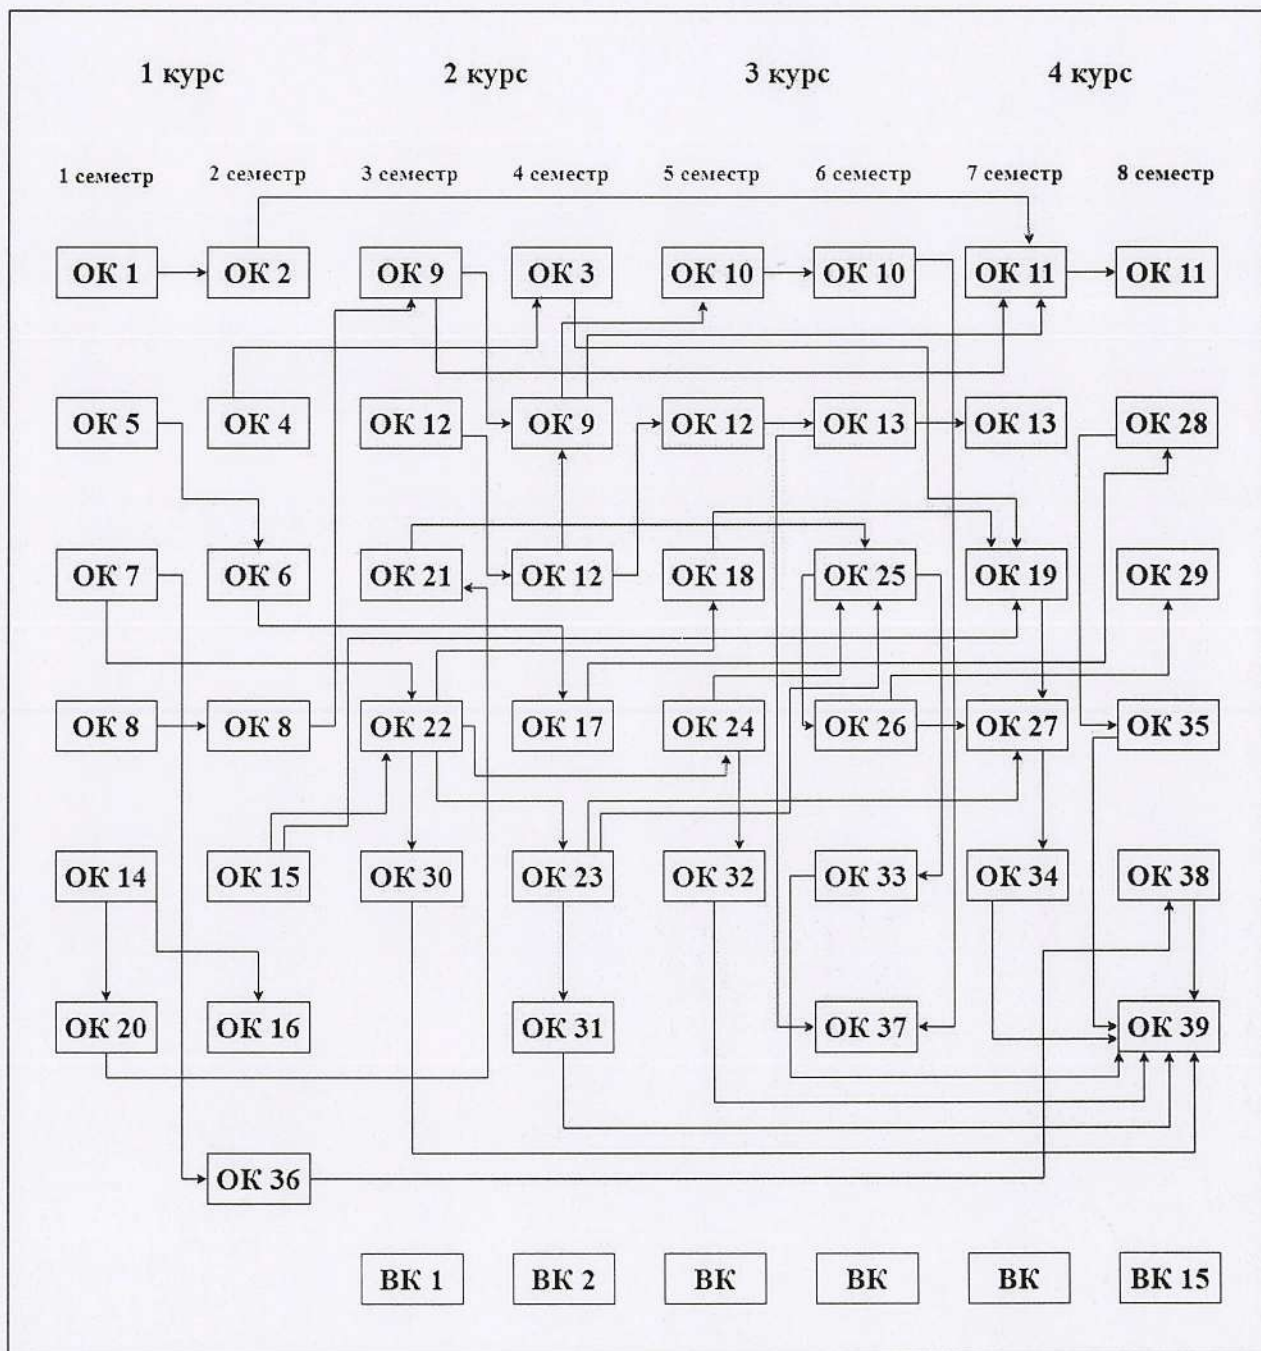 1 курс 2 курс 3 курс 4 курс
1 семестр 2 семестр 3 семестр 4 семестр 5 семестр 6 семестр 7 семестр 8 семестр
ОК 1 ОК 2 ОК 9 ОК 3 ОК 10 ОК 10 ОК 11 ОК 11
ОК 5 ОК 4 ОК 12 ОК 9 ОК 12 ОК 13 ОК 13 ОК 28
ОК 7 ОК 6 ОК 21 ОК 12 ОК 18 ОК 25 ОК 19 ОК 29
ОК 8 ОК 8 ОК 22 ОК 17 ОК 24 ОК 26 ОК 27 ОК 35
ОК 14 ОК 15 ОК 30 ОК 23 ОК 32 ОК 33 ОК 34 ОК 38
ОК 20 ОК 16 ОК 31 ОК 37 ОК 39
ОК 36
ВК 1 ВК 2 ВК ВК ВК ВК 15